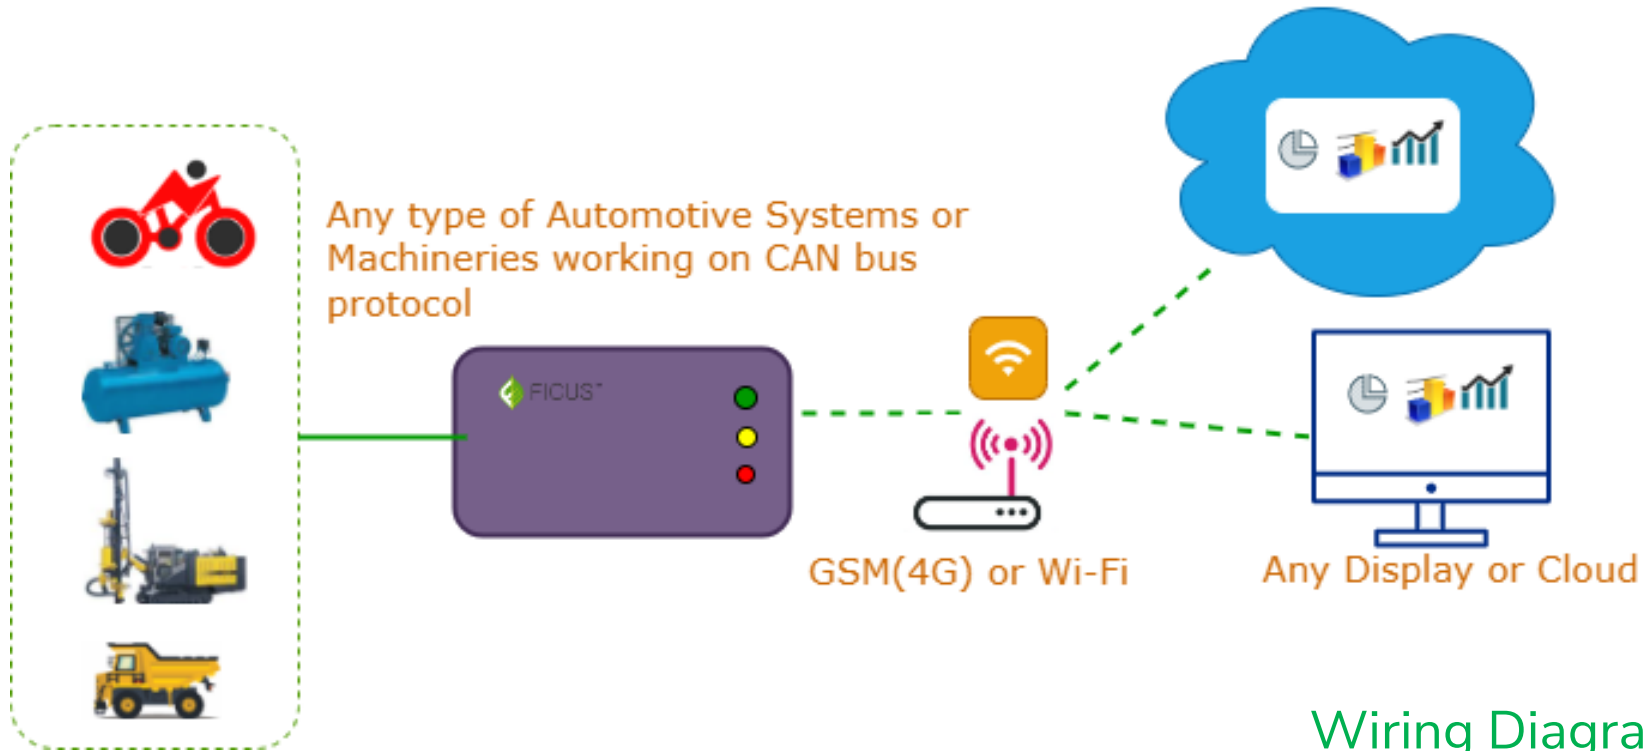 Any type of Automotive Systems or
Machineries working on CAN bus
protocol
FICUS™
GSM(4G) or Wi-Fi
Any Display or Cloud
Wiring Diagra